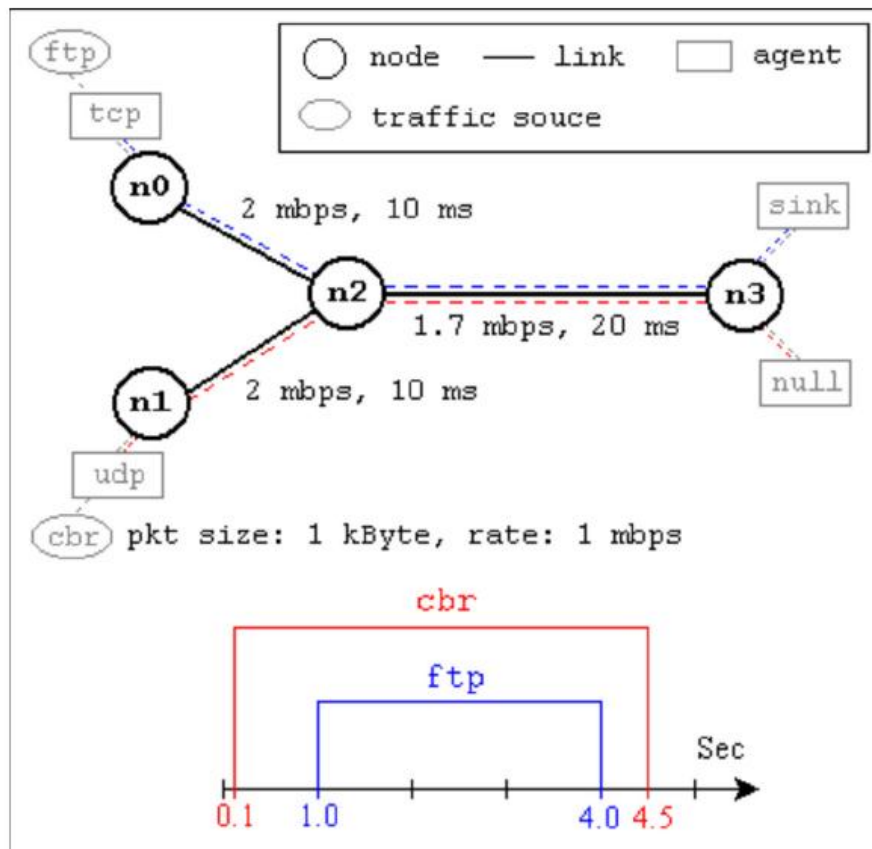 ftp
node link agent
traffic souce
tcp
n0
2 mbps, 10 ms
sink
n2
n3
1.7 mbps, 20 ms
2 mbps, 10 ms
null
n1
udp
cbr pkt size: 1 kByte, rate: 1 mbps
cbr
ftp
Sec
0.1 1.0 4.0 4.5